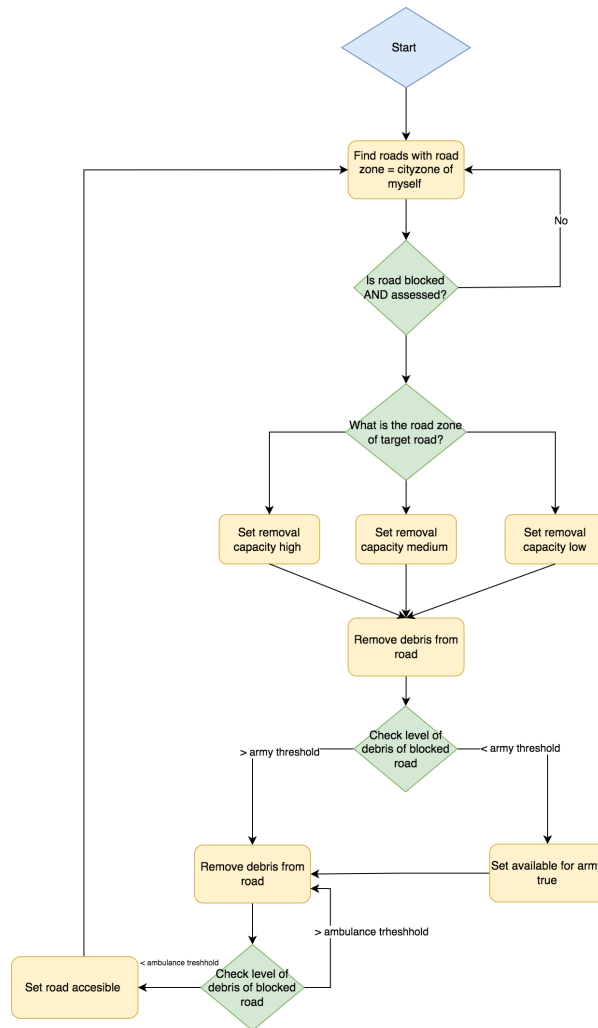 Start
Find roads with road
zone = cityzone of
myself
No
Is road blocked
AND assessed?
What is the road zone
of target road?
Set removal
capacity high
Set removal
capacity medium
Set removal
capacity low
Remove debris from
road
Check level of
debris of blocked
road
> army threshold
< army threshold
Remove debris from
road
Set available for army
true
> ambulance trheshhold
< ambulance treshhold
Check level of
debris of blocked
road
Set road accesible